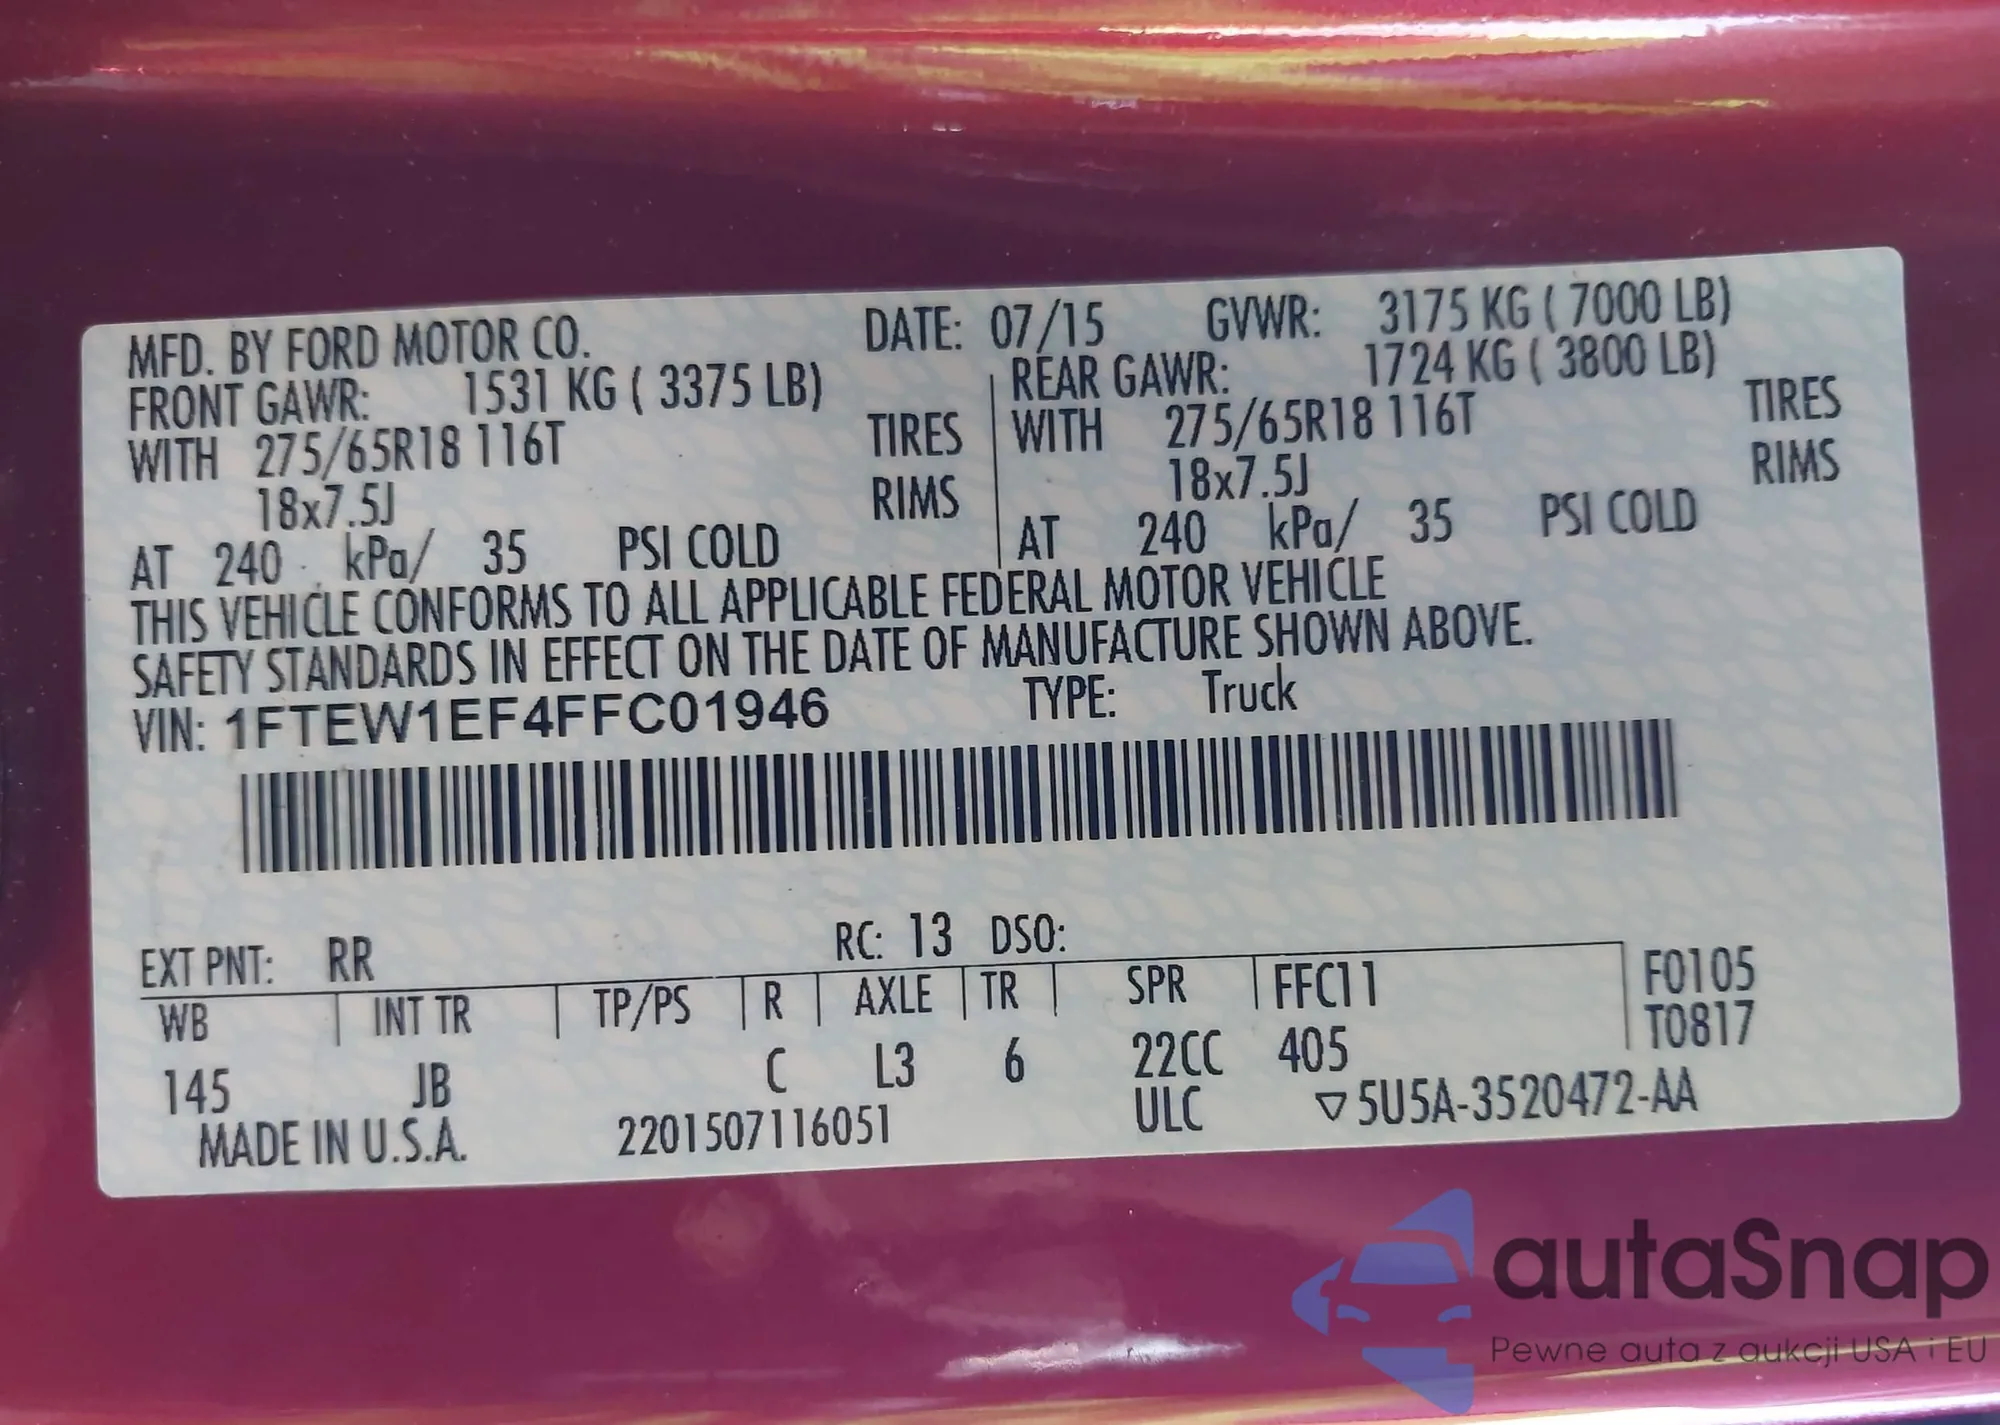 MFD. BY FORD MOTOR CO. DATE: 07/15 GVWR: 3175 KG ( 7000 LB)
FRONT GAWR: 1531 KG ( 3375 LB) REAR GAWR: 1724 KG ( 3800 LB)
WITH 275/65R18 116T TIRES WITH 275/65R18 116T TIRES
18x7.5J RIMS 18x7.5J RIMS
AT 240 kPa/ 35 PSI COLD AT 240 kPa/ 35 PSI COLD
THIS VEHICLE CONFORMS TO ALL APPLICABLE FEDERAL MOTOR VEHICLE
SAFETY STANDARDS IN EFFECT ON THE DATE OF MANUFACTURE SHOWN ABOVE.
VIN: 1FTEW1EF4FFC01946 TYPE: Truck
EXT PNT: RR RC: 13 DSO:
WB INT TR TP/PS R AXLE TR SPR FFC11 F0105
T0817
145 JB C L3 6 22CC 405
MADE IN U.S.A. 2201507116051 ULC ▽5U5A-3520472-AA
autaSnap
Pewne auta z aukcji USA i EU